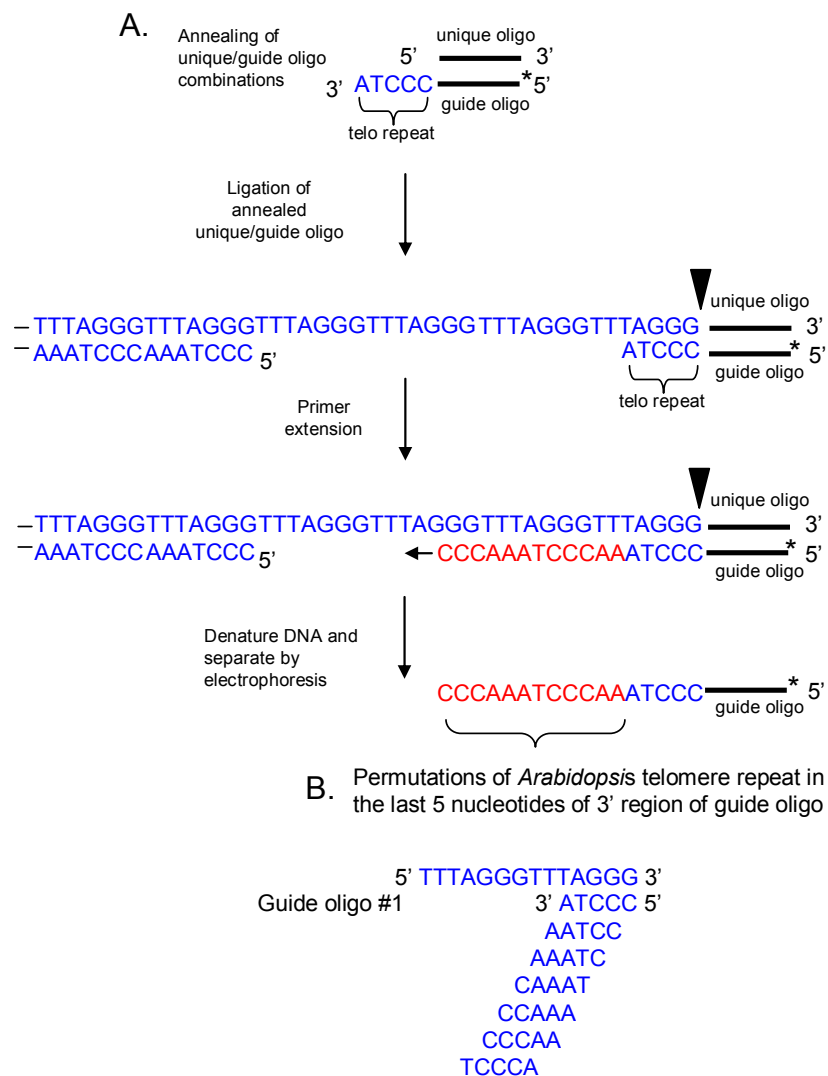 A.
Annealing of
unique/guide oligo
combinations
5’ unique oligo 3’
3’ ATCCC * 5’
guide oligo
telo repeat
Ligation of
annealed
unique/guide oligo
unique oligo
– TTTAGGGTTTAGGGTTTAGGGTTTAGGGTTTAGGGTTTAGGG 3’
– AAATCCCAAATCCC 5’ ATCCC * 5’
guide oligo
telo repeat
Primer
extension
unique oligo
– TTTAGGGTTTAGGGTTTAGGGTTTAGGGTTTAGGGTTTAGGG 3’
– AAATCCCAAATCCC 5’ CCCAAATCCCAAATCCC * 5’
guide oligo
Denature DNA and
separate by
electrophoresis
CCCAAATCCCAAATCCC * 5’
guide oligo
B. Permutations of Arabidopsis telomere repeat in
the last 5 nucleotides of 3’ region of guide oligo
5’ TTTAGGGTTTAGGG 3’
Guide oligo #1 3’ ATCCC 5’
AATCC
AAATC
CAAAT
CCAAA
CCCAA
TCCCA